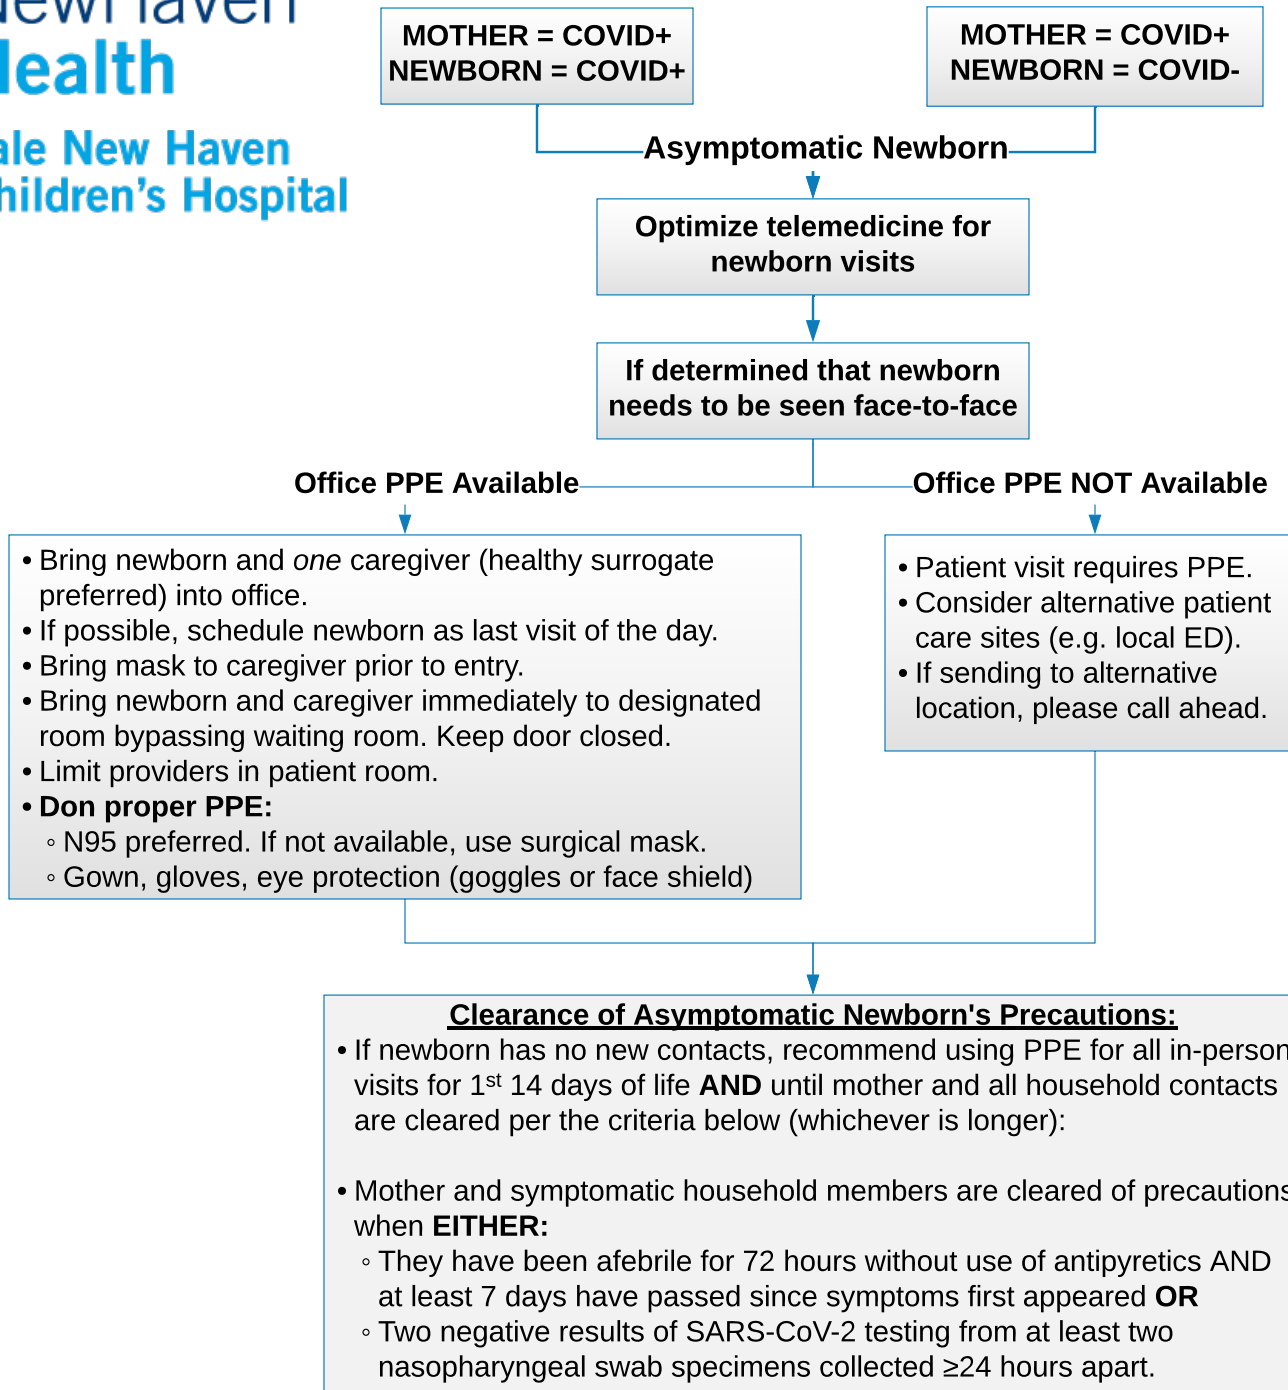 NewHaven
Health
ale New Haven
hildren's Hospital
MOTHER = COVID+
NEWBORN = COVID+
MOTHER = COVID+
NEWBORN = COVID-
Asymptomatic Newborn
Optimize telemedicine for
newborn visits
If determined that newborn
needs to be seen face-to-face
Office PPE Available
Office PPE NOT Available
• Bring newborn and one caregiver (healthy surrogate
preferred) into office.
• If possible, schedule newborn as last visit of the day.
• Bring mask to caregiver prior to entry.
• Bring newborn and caregiver immediately to designated
room bypassing waiting room. Keep door closed.
• Limit providers in patient room.
• Don proper PPE:
◦ N95 preferred. If not available, use surgical mask.
◦ Gown, gloves, eye protection (goggles or face shield)
• Patient visit requires PPE.
• Consider alternative patient
care sites (e.g. local ED).
• If sending to alternative
location, please call ahead.
Clearance of Asymptomatic Newborn's Precautions:
• If newborn has no new contacts, recommend using PPE for all in-person
visits for 1st 14 days of life AND until mother and all household contacts
are cleared per the criteria below (whichever is longer):
• Mother and symptomatic household members are cleared of precautions
when EITHER:
◦ They have been afebrile for 72 hours without use of antipyretics AND
at least 7 days have passed since symptoms first appeared OR
◦ Two negative results of SARS-CoV-2 testing from at least two
nasopharyngeal swab specimens collected ≥24 hours apart.